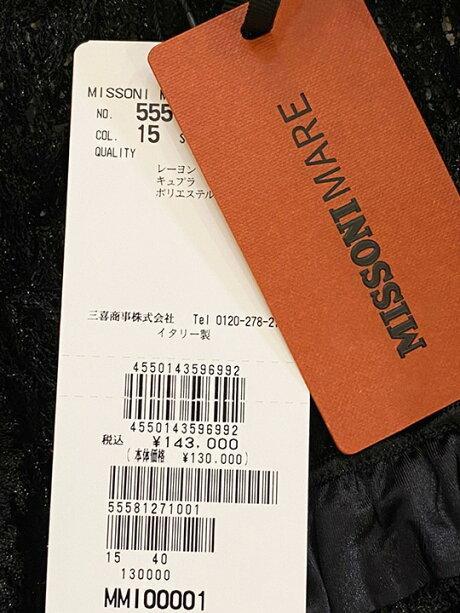 MISSONI
NO. 555
COL. 15 S
QUALITY
レーヨン
キュプラ
ポリエステル
三喜商事株式会社 Tel 0120-278-2
イタリー製
4550143596992
4550143596992
税込 ¥143.000
(本体価格 ¥130.000)
55581271001
15 40
130000
MMI00001
MISSONI MARE